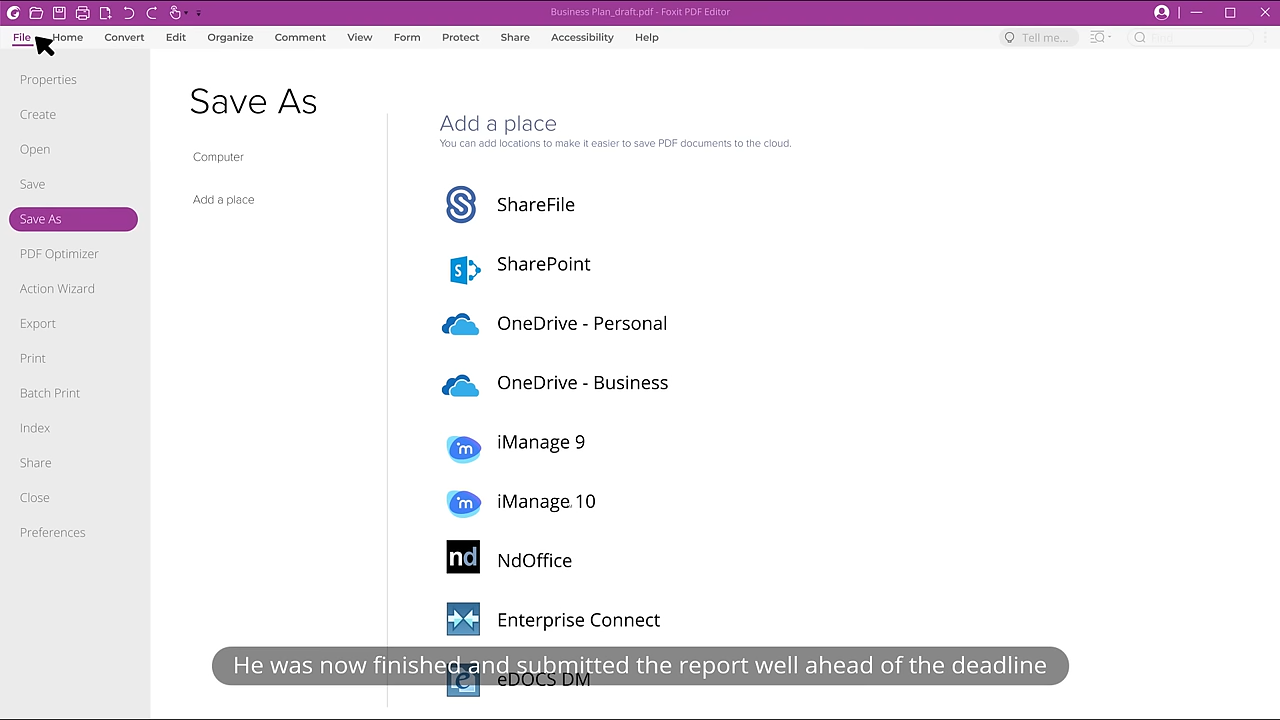 Business Plan_draft.pdf - Foxit PDF Editor
File Home Convert Edit Organize Comment View Form Protect Share Accessibility Help Tell me... Find
Properties
Create
Open
Save
Save As
PDF Optimizer
Action Wizard
Export
Print
Batch Print
Index
Share
Close
Preferences
Save As
Computer
Add a place
Add a place
You can add locations to make it easier to save PDF documents to the cloud.
ShareFile
SharePoint
OneDrive - Personal
OneDrive - Business
iManage 9
iManage 10
nd NdOffice
Enterprise Connect
eDOCS DM
He was now finished and submitted the report well ahead of the deadline